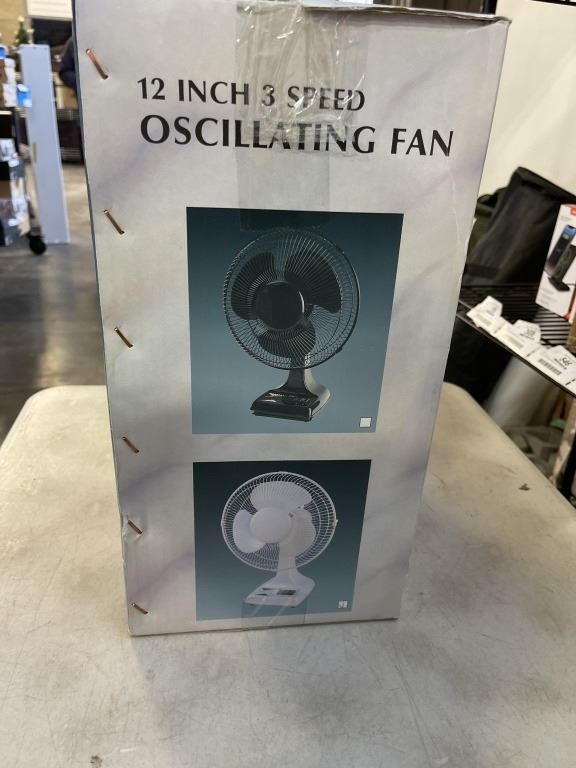 12 INCH 3 SPEED
OSCILLATING FAN